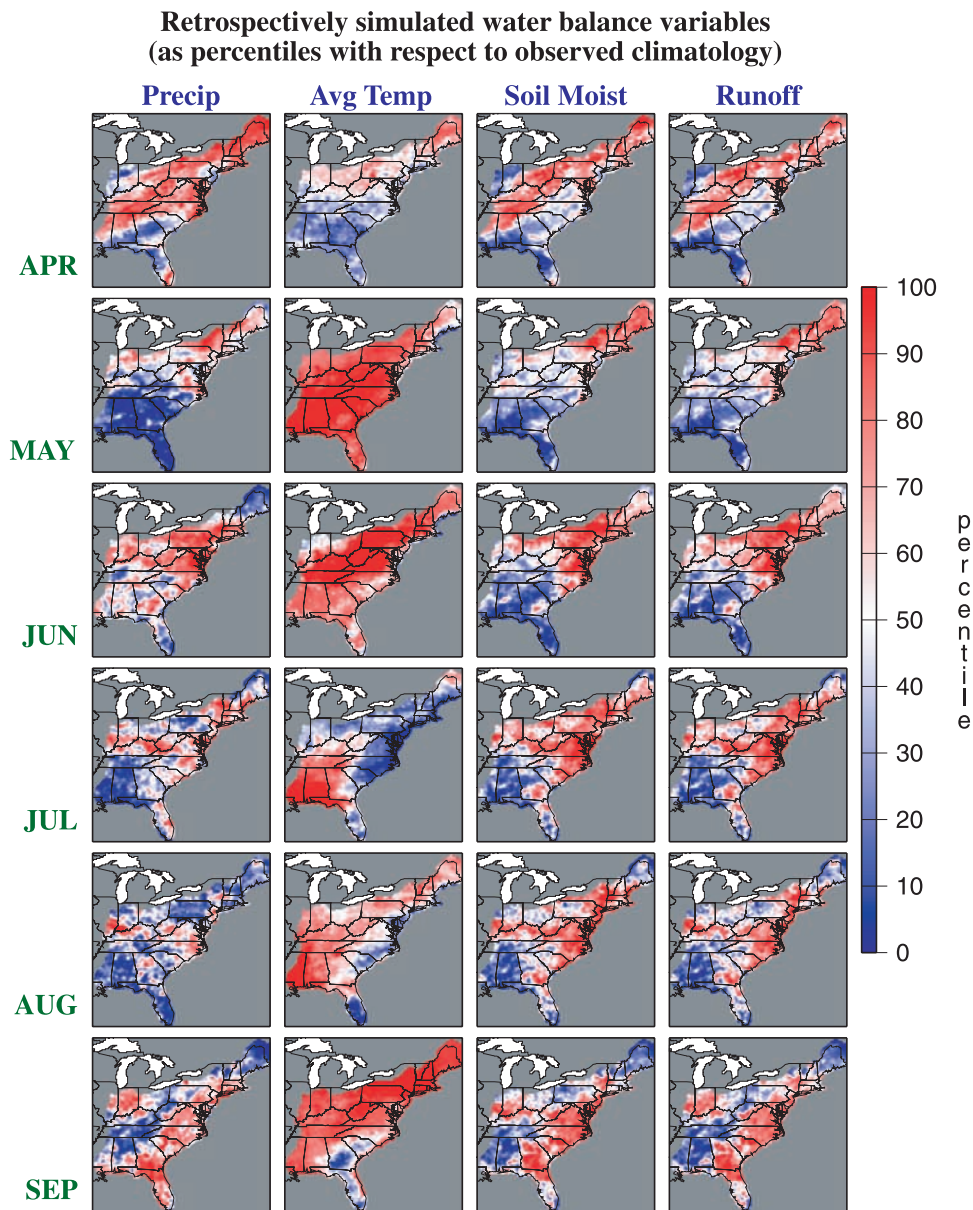 Retrospectively simulated water balance variables
(as percentiles with respect to observed climatology)
Precip Avg Temp Soil Moist Runoff
APR
MAY
JUN
JUL
AUG
SEP
100
90
80
70
60
50
40
30
20
10
0
percentile